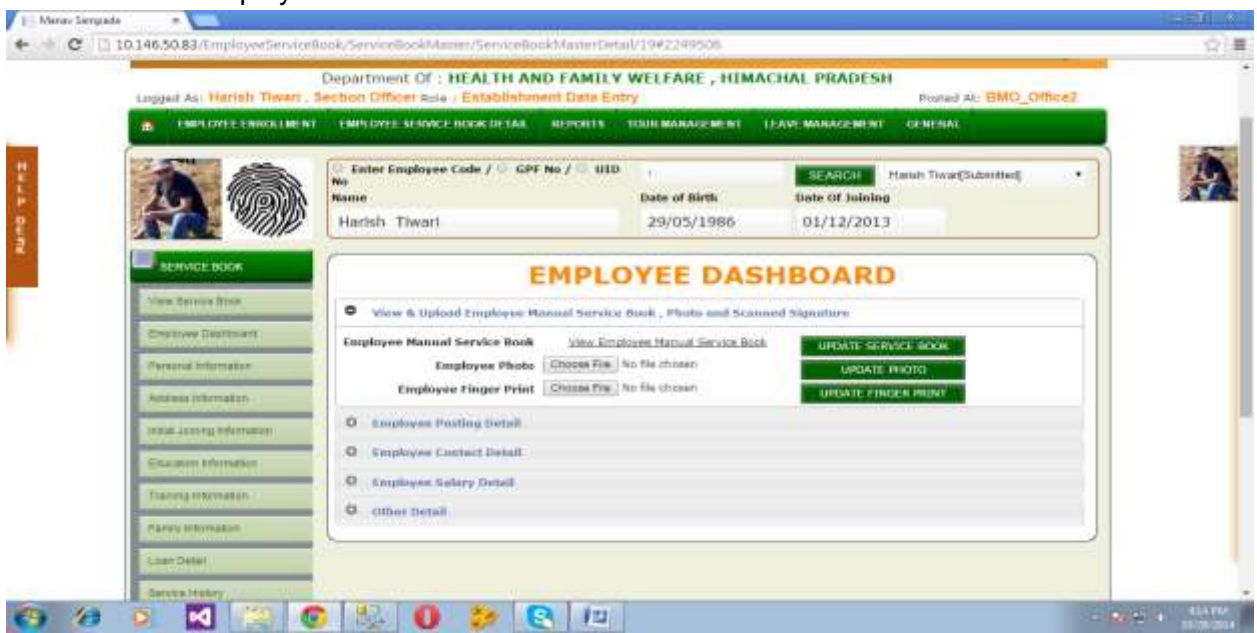 Manav Sampada
10.146.50.83/EmployeeServiceBook/ServiceBookMaster/ServiceBookMasterDetail/19#2249506
Department Of : HEALTH AND FAMILY WELFARE , HIMACHAL PRADESH
Logged As: Harish Tiwari , Section Officer Role : Establishment Data Entry Posted At: BMO_Office2
EMPLOYEE ENROLLMENT EMPLOYEE SERVICE BOOK DETAIL REPORTS TOUR MANAGEMENT LEAVE MANAGEMENT GENERAL
HELP DESK
Enter Employee Code / GPF No / UID No
SEARCH Harish Tiwari[Submitted]
Name Date of Birth Date Of Joining
Harish Tiwari 29/05/1986 01/12/2013
SERVICE BOOK
View Service Book
Employee Dashboard
Personal Information
Address Information
Initial Joining Information
Education Information
Training Information
Family Information
Loan Detail
Service History
EMPLOYEE DASHBOARD
View & Upload Employee Manual Service Book , Photo and Scanned Signature
Employee Manual Service Book View Employee Manual Service Book UPDATE SERVICE BOOK
Employee Photo Choose File No file chosen UPDATE PHOTO
Employee Finger Print Choose File No file chosen UPDATE FINGER PRINT
Employee Posting Detail
Employee Contact Detail
Employee Salary Detail
Other Detail